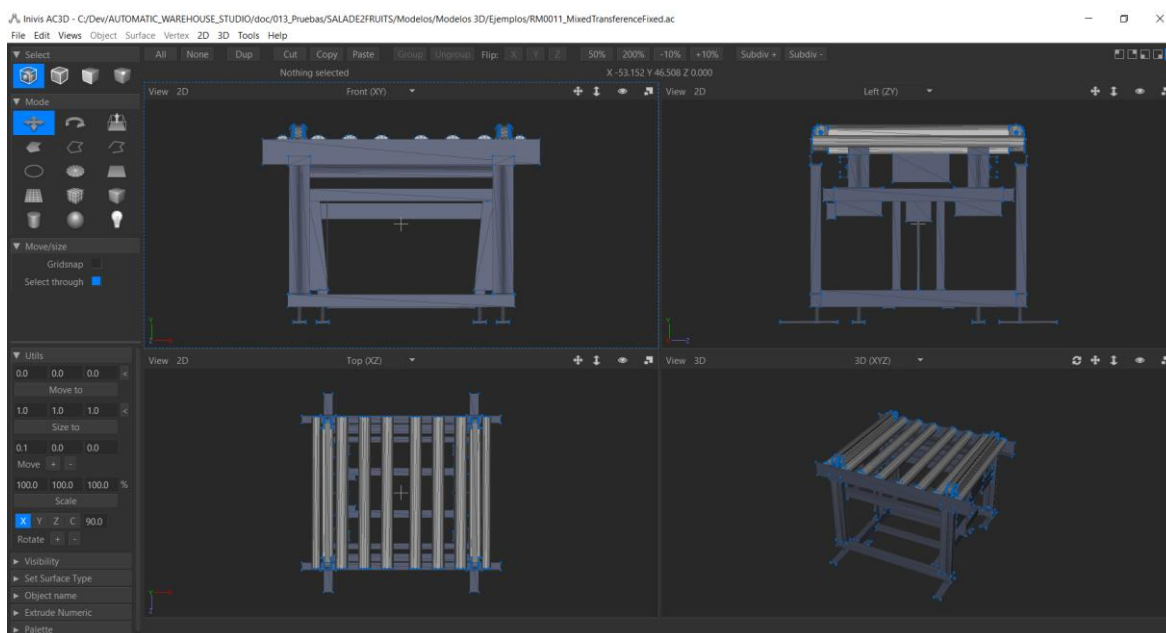 Inivis AC3D - C:/Dev/AUTOMATIC_WAREHOUSE_STUDIO/doc/013_Pruebas/SALADE2FRUITS/Modelos/Modelos 3D/Ejemplos/RM0011_MixedTransferenceFixed.ac
File Edit Views Object Surface Vertex 2D 3D Tools Help
Select All None Dup Cut Copy Paste Group Ungroup Flip: X Y Z 50% 200% -10% +10% Subdiv + Subdiv -
Nothing selected X -53.152 Y 46.508 Z 0.000
View 2D Front (XY) View 2D Left (ZY)
Mode
Move/size
Gridsnap
Select through
Y
X
Z
Y
Z
Utils View 2D Top (XZ) View 3D 3D (XYZ)
0.0 0.0 0.0 <
Move to
1.0 1.0 1.0 <
Size to
0.1 0.0 0.0
Move + -
100.0 100.0 100.0 %
Scale
X Y Z C 90.0
Rotate + -
Visibility
Set Surface Type
Object name
Extrude Numeric
Palette